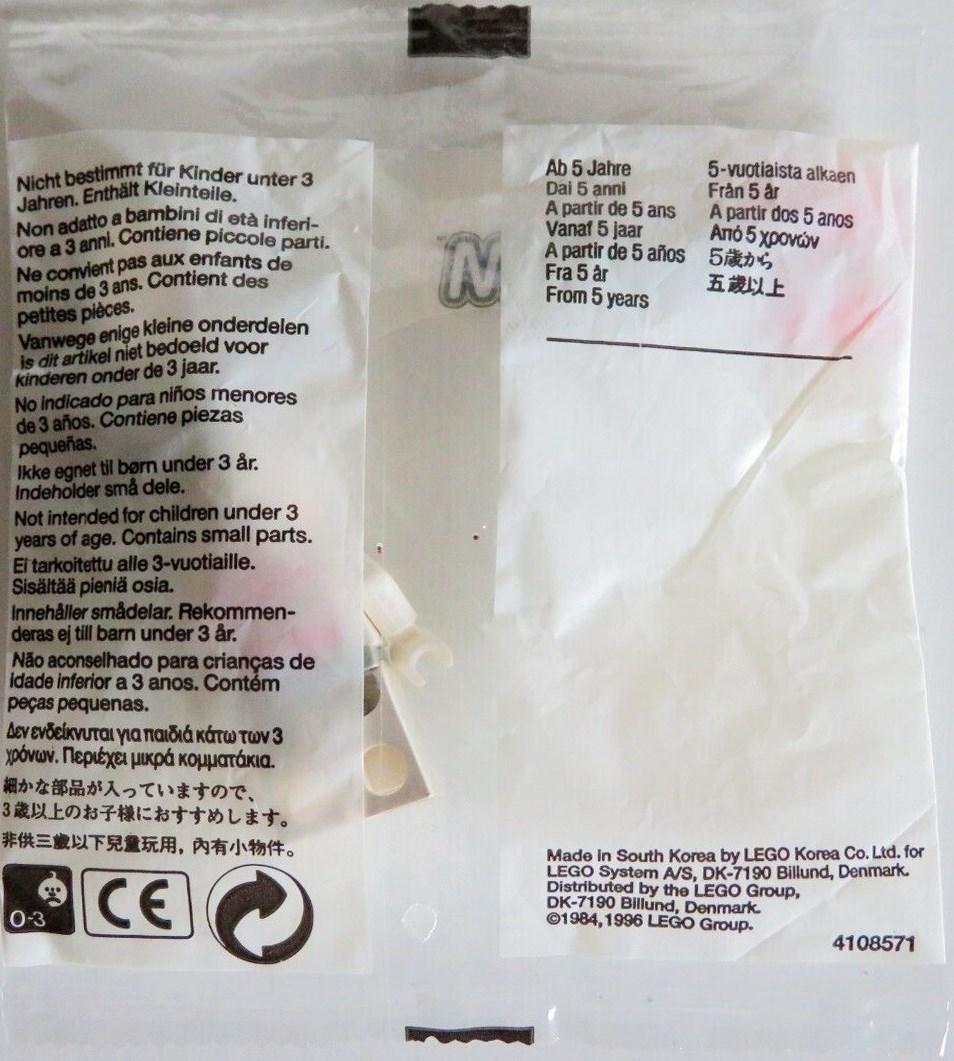 Nicht bestimmt für Kinder unter 3
Jahren. Enthält Kleinteile.
Non adatto a bambini di età inferi-
ore a 3 anni. Contiene piccole parti.
Ne convient pas aux enfants de
moins de 3 ans. Contient des
petites pièces.
Vanwege enige kleine onderdelen
is dit artikel niet bedoeld voor
kinderen onder de 3 jaar.
No indicado para niños menores
de 3 años. Contiene piezas
pequeñas.
Ikke egnet til børn under 3 år.
Indeholder små dele.
Not intended for children under 3
years of age. Contains small parts.
Ei tarkoitettu alle 3-vuotiaille.
Sisältää pieniä osia.
Innehåller smådelar. Rekommen-
deras ej till barn under 3 år.
Não aconselhado para crianças de
idade inferior a 3 anos. Contém
peças pequenas.
Δεν ενδείκνυται για παιδιά κάτω των 3
χρόνων. Περιέχει μικρά κομματάκια.
細かな部品が入っていますので、
3歳以上のお子様におすすめします。
非供三歲以下兒童玩用，內有小物件。
0-3
CE
Ab 5 Jahre
Dai 5 anni
A partir de 5 ans
Vanaf 5 jaar
A partir de 5 años
Fra 5 år
From 5 years
5-vuotiaista alkaen
Från 5 år
A partir dos 5 anos
Από 5 χρονών
5歳から
五歲以上
Made in South Korea by LEGO Korea Co. Ltd. for
LEGO System A/S, DK-7190 Billund, Denmark.
Distributed by the LEGO Group,
DK-7190 Billund, Denmark.
©1984,1996 LEGO Group.
4108571